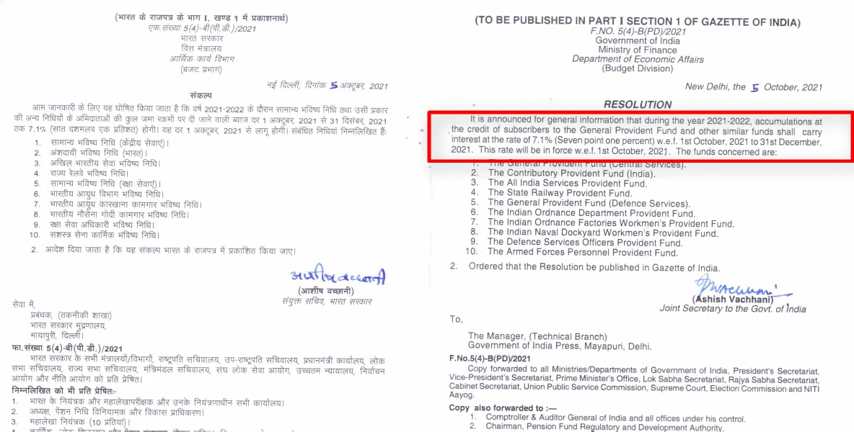 (भारत के राजपत्र के भाग I, खण्ड 1 में प्रकाशनार्थ)
एफ.संख्या 5(4)-बी(पी.डी.)/2021
भारत सरकार
वित्त मंत्रालय
आर्थिक कार्य विभाग
(बजट प्रभाग)
नई दिल्ली, दिनांक 5 अक्टूबर, 2021
संकल्प
आम जानकारी के लिए यह घोषित किया जाता है कि वर्ष 2021-2022 के दौरान सामान्य भविष्य निधि तथा उसी प्रकार
की अन्य निधियों के अभिदाताओं की कुल जमा रकमों पर दी जाने वाली ब्याज दर 1 अक्टूबर, 2021 से 31 दिसंबर, 2021
तक 7.1% (सात दशमलव एक प्रतिशत) होगी। यह दर 1 अक्टूबर, 2021 से लागू होगी। संबंधित निधियां निम्नलिखित हैं:
1. सामान्य भविष्य निधि (केंद्रीय सेवाएं)।
2. अंशदायी भविष्य निधि (भारत)।
3. अखिल भारतीय सेवा भविष्य निधि।
4. राज्य रेलवे भविष्य निधि।
5. सामान्य भविष्य निधि (रक्षा सेवाएं)।
6. भारतीय आयुध विभाग भविष्य निधि।
7. भारतीय आयुध कारखाना कामगार भविष्य निधि।
8. भारतीय नौसेना गोदी कामगार भविष्य निधि।
9. रक्षा सेवा अधिकारी भविष्य निधि।
10. सशस्त्र सेना कार्मिक भविष्य निधि।
2. आदेश दिया जाता है कि यह संकल्प भारत के राजपत्र में प्रकाशित किया जाए।
(आशीष वच्छानी)
संयुक्त सचिव, भारत सरकार
सेवा में,
प्रबंधक, (तकनीकी शाखा)
भारत सरकार मुद्रणालय,
मायापुरी, दिल्ली।
फा.संख्या 5(4)-बी(पी.डी.)/2021
भारत सरकार के सभी मंत्रालयों/विभागों, राष्ट्रपति सचिवालय, उप-राष्ट्रपति सचिवालय, प्रधानमंत्री कार्यालय, लोक
सभा सचिवालय, राज्य सभा सचिवालय, मंत्रिमंडल सचिवालय, संघ लोक सेवा आयोग, उच्चतम न्यायालय, निर्वाचन
आयोग और नीति आयोग को प्रति प्रेषित।
निम्नलिखित को भी प्रति प्रेषित:-
1. भारत के नियंत्रक और महालेखापरीक्षक और उनके नियंत्रणाधीन सभी कार्यालय।
2. अध्यक्ष, पेंशन निधि विनियामक और विकास प्राधिकरण।
3. महालेखा नियंत्रक (10 प्रतियां)।
(TO BE PUBLISHED IN PART I SECTION 1 OF GAZETTE OF INDIA)
F.NO. 5(4)-B(PD)/2021
Government of India
Ministry of Finance
Department of Economic Affairs
(Budget Division)
New Delhi, the 5 October, 2021
RESOLUTION
It is announced for general information that during the year 2021-2022, accumulations at
the credit of subscribers to the General Provident Fund and other similar funds shall carry
interest at the rate of 7.1% (Seven point one percent) w.e.f. 1st October, 2021 to 31st December,
2021. This rate will be in force w.e.f. 1st October, 2021. The funds concerned are:
1. The General Provident Fund (Central Services).
2. The Contributory Provident Fund (India).
3. The All India Services Provident Fund.
4. The State Railway Provident Fund.
5. The General Provident Fund (Defence Services).
6. The Indian Ordnance Department Provident Fund.
7. The Indian Ordnance Factories Workmen's Provident Fund.
8. The Indian Naval Dockyard Workmen's Provident Fund.
9. The Defence Services Officers Provident Fund.
10. The Armed Forces Personnel Provident Fund.
2. Ordered that the Resolution be published in Gazette of India.
(Ashish Vachhani)
Joint Secretary to the Govt. of India
To,
The Manager, (Technical Branch)
Government of India Press, Mayapuri, Delhi.
F.No.5(4)-B(PD)/2021
Copy forwarded to all Ministries/Departments of Government of India, President's Secretariat,
Vice-President's Secretariat, Prime Minister's Office, Lok Sabha Secretariat, Rajya Sabha Secretariat,
Cabinet Secretariat, Union Public Service Commission, Supreme Court, Election Commission and NITI
Aayog.
Copy also forwarded to :—
1. Comptroller & Auditor General of India and all offices under his control.
2. Chairman, Pension Fund Regulatory and Development Authority.